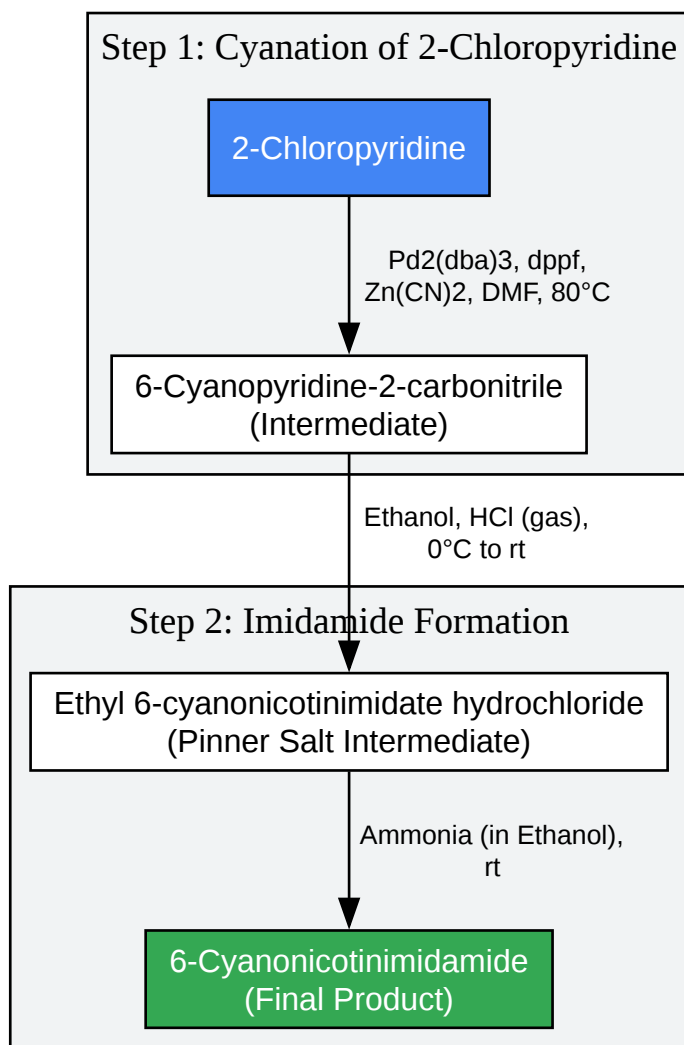 Step 1: Cyanation of 2-Chloropyridine
2-Chloropyridine
Pd2(dba)3, dppf,
Zn(CN)2, DMF, 80°C
6-Cyanopyridine-2-carbonitrile
(Intermediate)
Ethanol, HCl (gas),
0°C to rt
Step 2: Imidamide Formation
Ethyl 6-cyanonicotinimidate hydrochloride
(Pinner Salt Intermediate)
Ammonia (in Ethanol),
rt
6-Cyanonicotinimidamide
(Final Product)